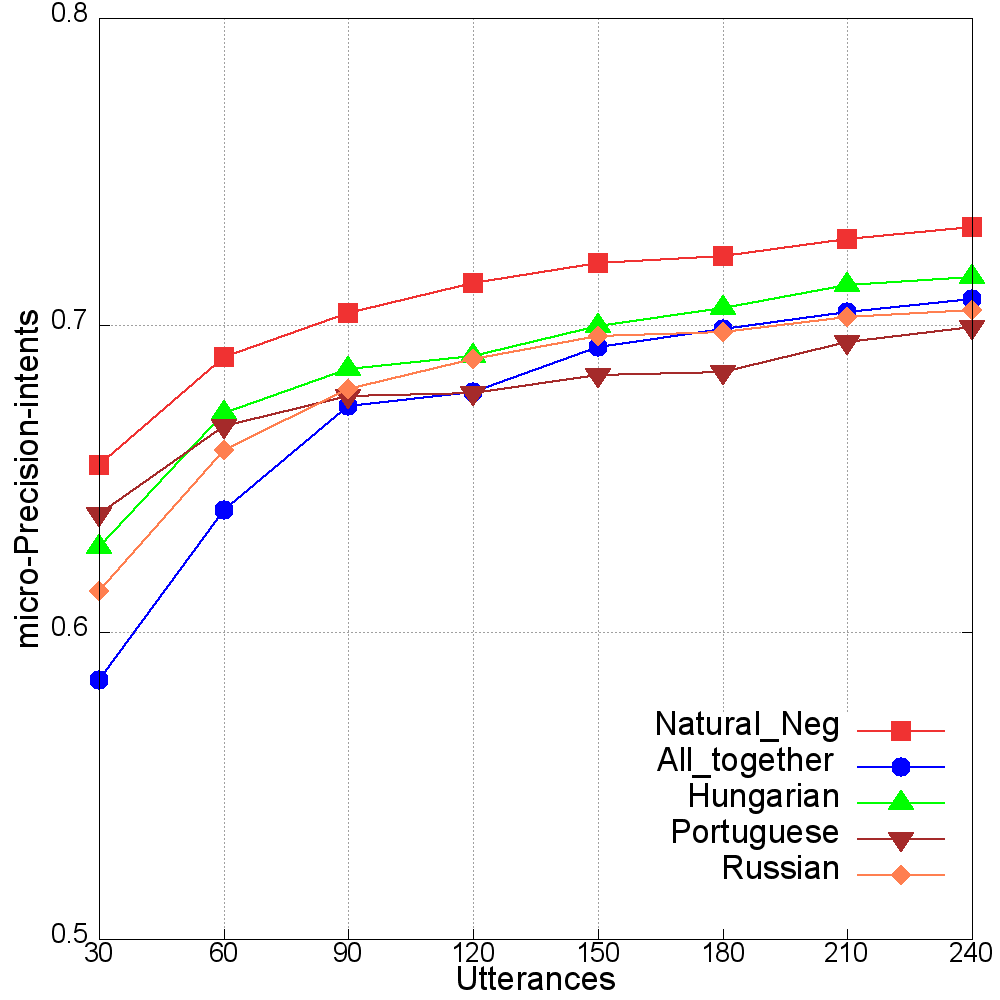 0.8
0.7
0.6
0.5
micro-Precision-intents
30 60 90 120 150 180 210 240
Utterances
Natural_Neg
All_together
Hungarian
Portuguese
Russian